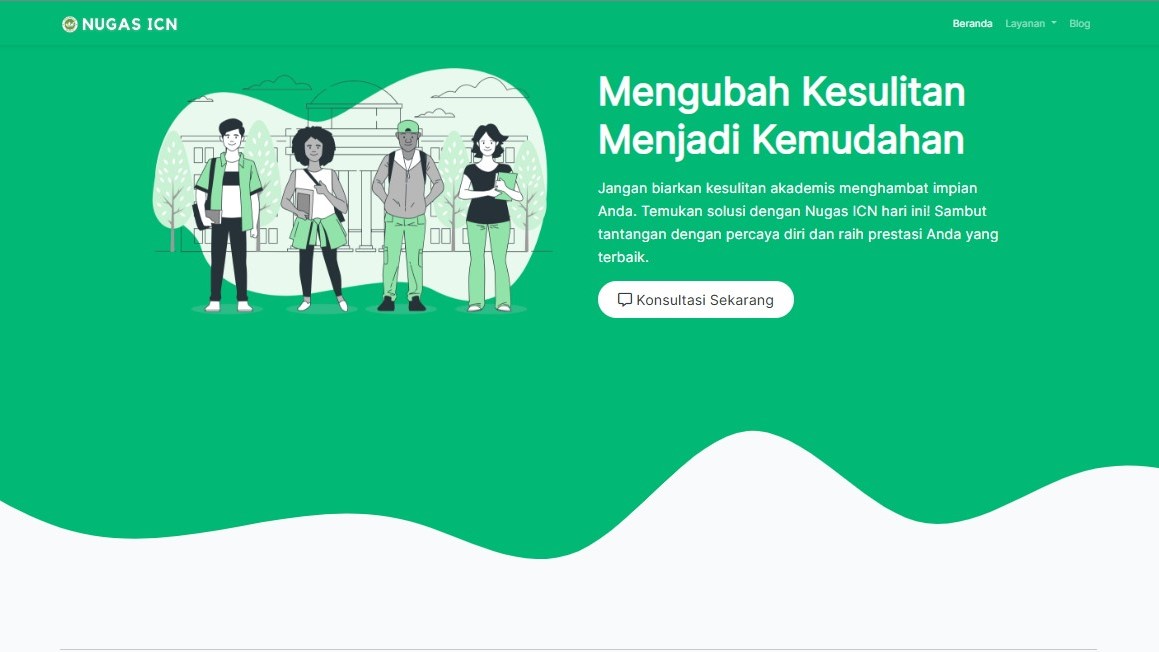 NUGAS ICN
Beranda Layanan Blog
Mengubah Kesulitan
Menjadi Kemudahan
Jangan biarkan kesulitan akademis menghambat impian
Anda. Temukan solusi dengan Nugas ICN hari ini! Sambut
tantangan dengan percaya diri dan raih prestasi Anda yang
terbaik.
Konsultasi Sekarang